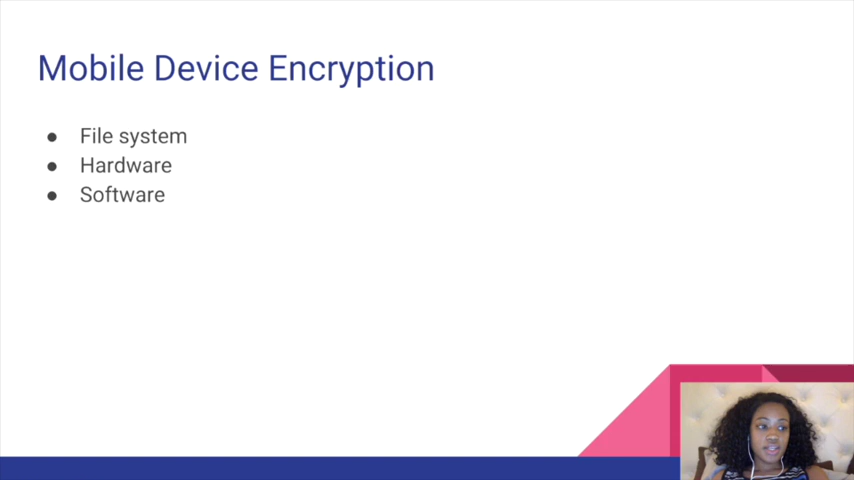 Mobile Device Encryption
● File system
● Hardware
● Software